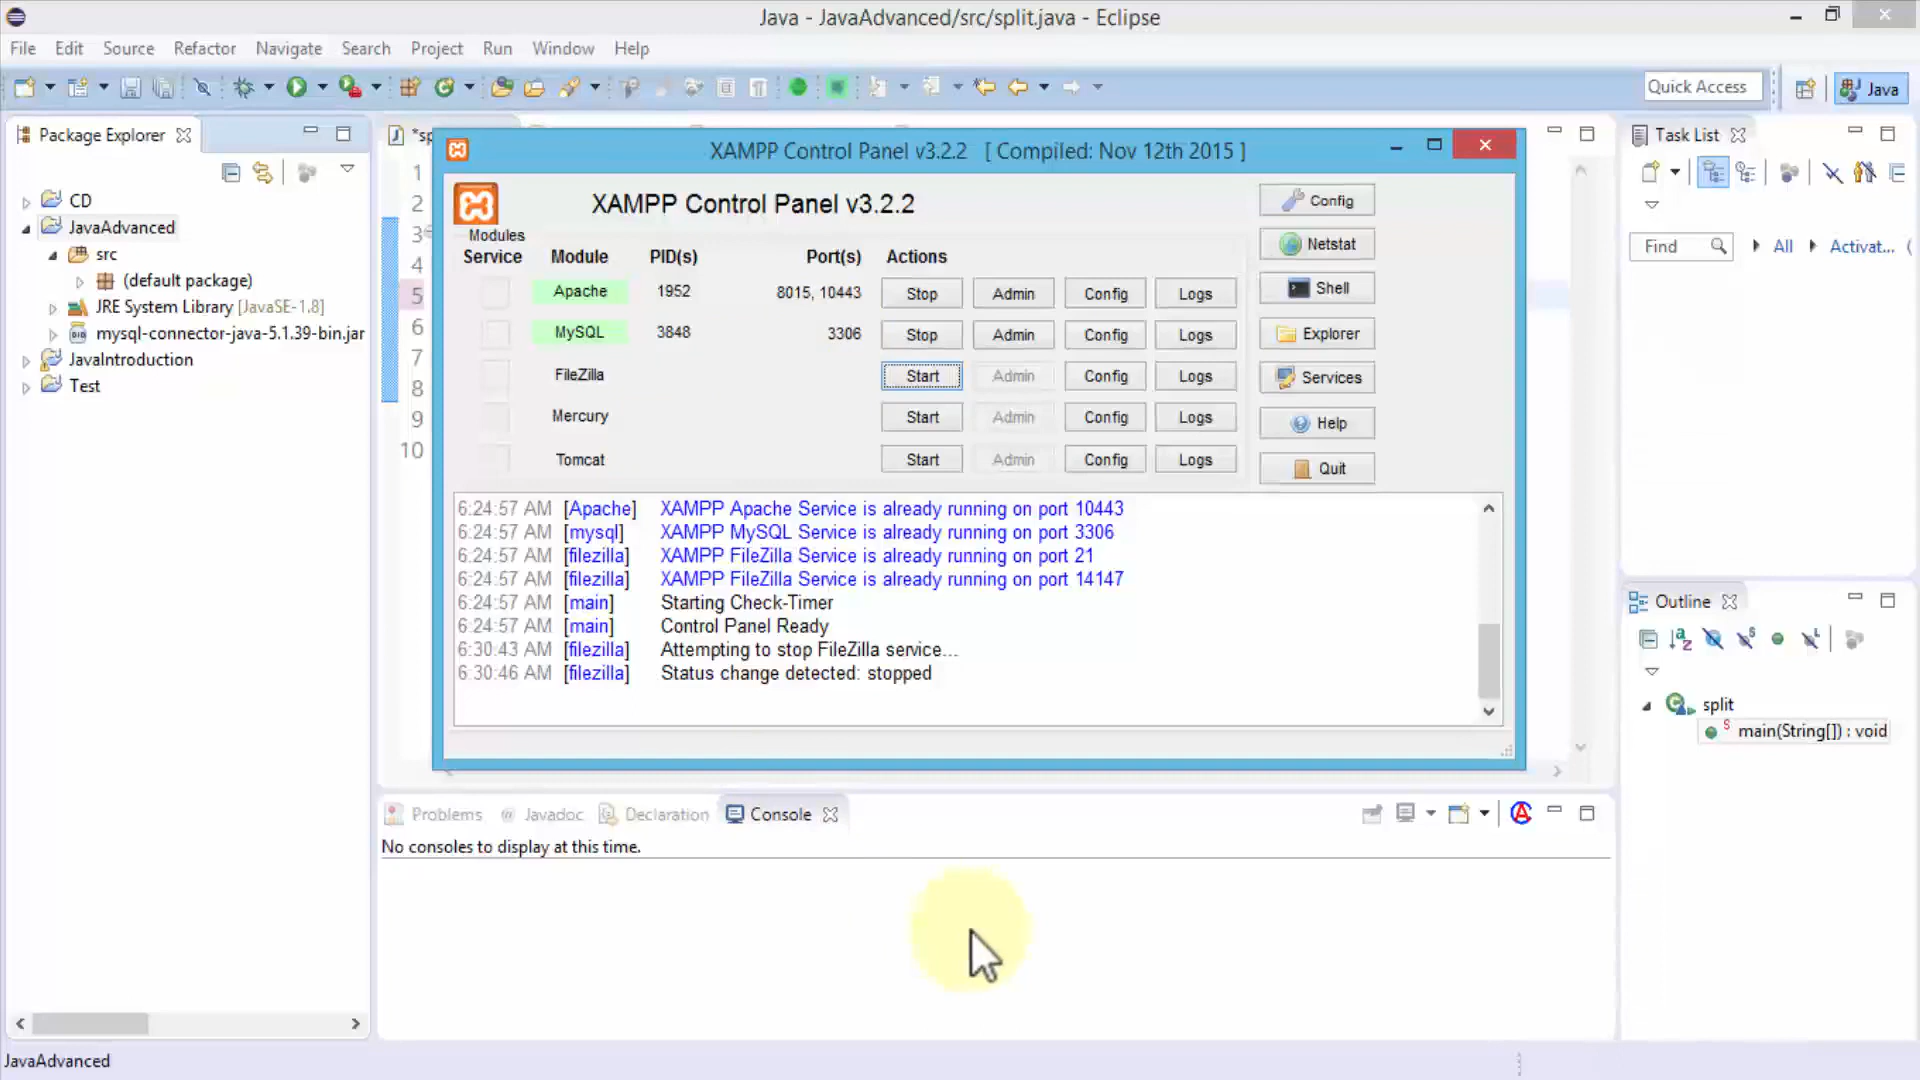 Java - JavaAdvanced/src/split.java - Eclipse
File Edit Source Refactor Navigate Search Project Run Window Help
Quick Access
Java
Package Explorer
CD
JavaAdvanced
src
(default package)
JRE System Library [JavaSE-1.8]
mysql-connector-java-5.1.39-bin.jar
JavaIntroduction
Test
*sp
1
2
3
4
5
6
7
8
9
10
XAMPP Control Panel v3.2.2 [ Compiled: Nov 12th 2015 ]
XAMPP Control Panel v3.2.2
Modules
Service Module PID(s) Port(s) Actions
Apache 1952 8015, 10443 Stop Admin Config Logs
MySQL 3848 3306 Stop Admin Config Logs
FileZilla Start Admin Config Logs
Mercury Start Admin Config Logs
Tomcat Start Admin Config Logs
Config
Netstat
Shell
Explorer
Services
Help
Quit
6:24:57 AM [Apache] XAMPP Apache Service is already running on port 10443
6:24:57 AM [mysql] XAMPP MySQL Service is already running on port 3306
6:24:57 AM [filezilla] XAMPP FileZilla Service is already running on port 21
6:24:57 AM [filezilla] XAMPP FileZilla Service is already running on port 14147
6:24:57 AM [main] Starting Check-Timer
6:24:57 AM [main] Control Panel Ready
6:30:43 AM [filezilla] Attempting to stop FileZilla service...
6:30:46 AM [filezilla] Status change detected: stopped
Task List
Find All Activat...
Outline
split
main(String[]) : void
Problems Javadoc Declaration Console
No consoles to display at this time.
JavaAdvanced